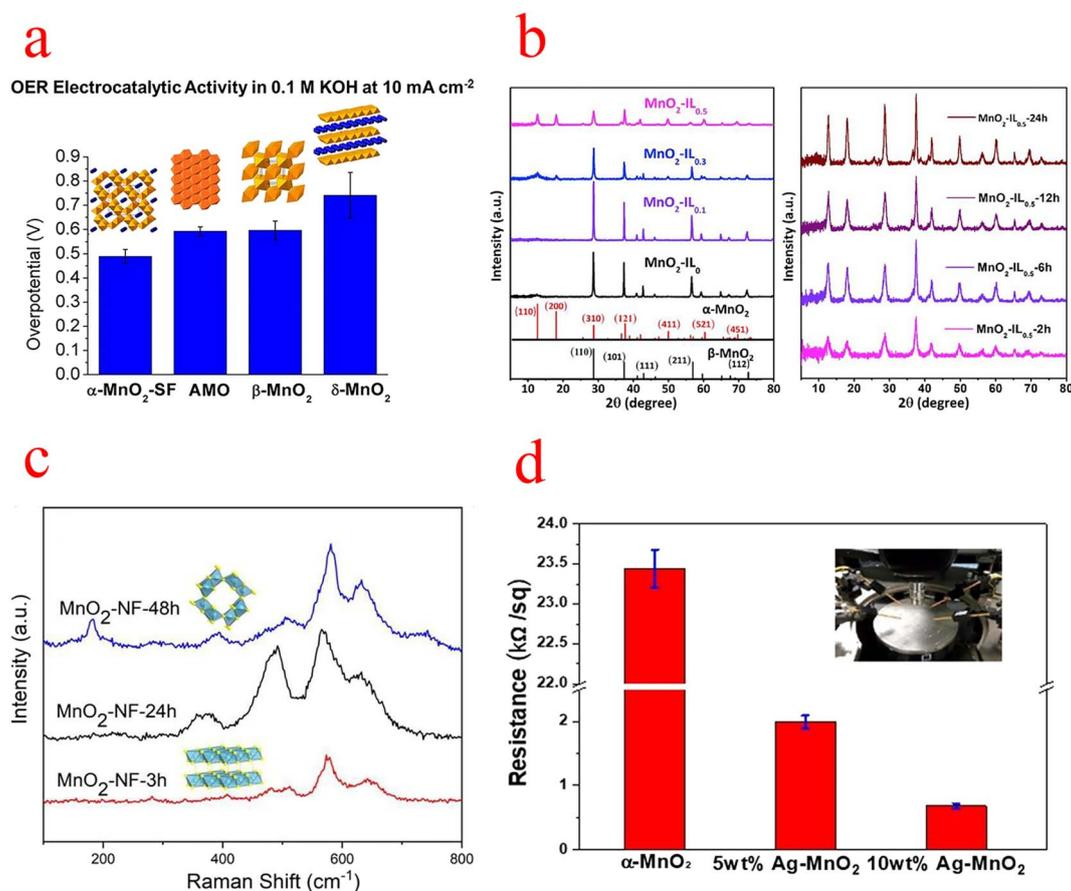 a
OER Electrocatalytic Activity in 0.1 M KOH at 10 mA cm⁻²
Overpotential (V)
0.9
0.8
0.7
0.6
0.5
0.4
0.3
0.2
0.1
0.0
α-MnO₂-SF AMO β-MnO₂ δ-MnO₂
b
Intensity (a.u.)
MnO₂-IL₀.₅
MnO₂-IL₀.₃
MnO₂-IL₀.₁
MnO₂-IL₀
α-MnO₂
(110) (200) (310) (121) (411) (521) (451)
β-MnO₂
(110) (101) (111) (211) (112)
10 20 30 40 50 60 70 80
2θ (degree)
Intensity (a.u.)
MnO₂-IL₀.₅-24h
MnO₂-IL₀.₅-12h
MnO₂-IL₀.₅-6h
MnO₂-IL₀.₅-2h
10 20 30 40 50 60 70 80
2θ (degree)
c
Intensity (a.u.)
MnO₂-NF-48h
MnO₂-NF-24h
MnO₂-NF-3h
200 400 600 800
Raman Shift (cm⁻¹)
d
Resistance (kΩ /sq)
24.0
23.5
23.0
22.5
22.0
2
1
0
α-MnO₂ 5wt% Ag-MnO₂ 10wt% Ag-MnO₂